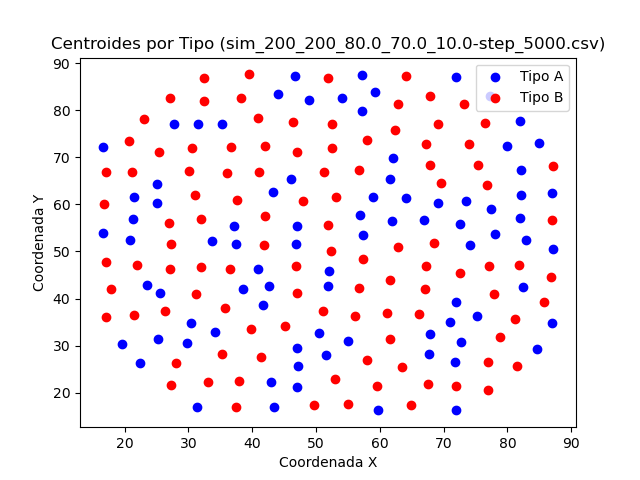 Centroides por Tipo (sim_200_200_80.0_70.0_10.0-step_5000.csv)
Tipo A
Tipo B
90
80
70
60
50
40
30
20
Coordenada Y
20 30 40 50 60 70 80 90
Coordenada X